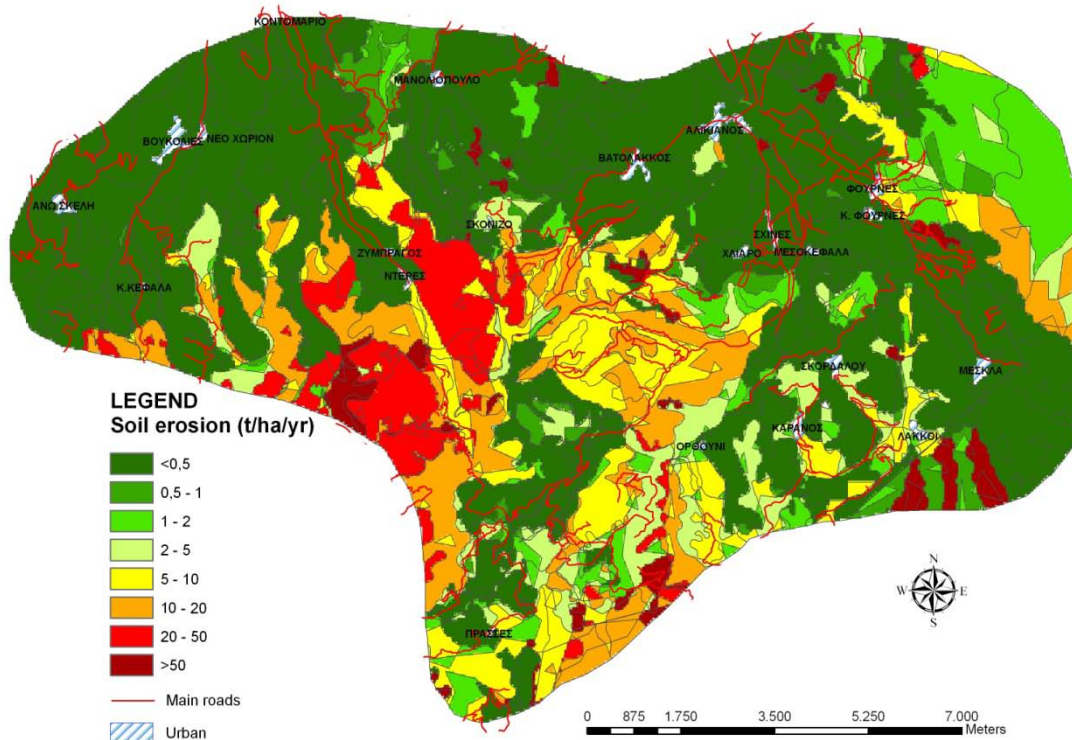 ΚΟΝΤΟΜΑΡΙΟ
ΜΑΝΟΛΙΟΠΟΥΛΟ
ΒΟΥΚΟΛΙΕΣ
ΝΕΟ ΧΩΡΙΟΝ
ΑΛΙΚΙΑΝΟΣ
ΒΑΤΟΛΑΚΚΟΣ
ΑΝΩ ΣΚΕΛΗ
ΦΟΥΡΝΕΣ
Κ. ΦΟΥΡΝΕΣ
ΣΚΟΝΙΖΟ
ΣΧΙΝΕΣ
ΖΥΜΠΡΑΓΟΣ
ΧΛΙΑΡΟ
ΜΕΣΟΚΕΦΑΛΑ
ΝΤΕΡΕΣ
Κ.ΚΕΦΑΛΑ
ΣΚΟΡΔΑΛΟΥ
ΜΕΣΚΛΑ
ΚΑΡΑΝΟΣ
ΛΑΚΚΟΙ
ΟΡΘΟΥΝΙ
ΠΡΑΣΣΕΣ
LEGEND
Soil erosion (t/ha/yr)
<0,5
0,5 - 1
1 - 2
2 - 5
5 - 10
10 - 20
20 - 50
>50
Main roads
Urban
N
W E
S
0 875 1.750 3.500 5.250 7.000
Meters